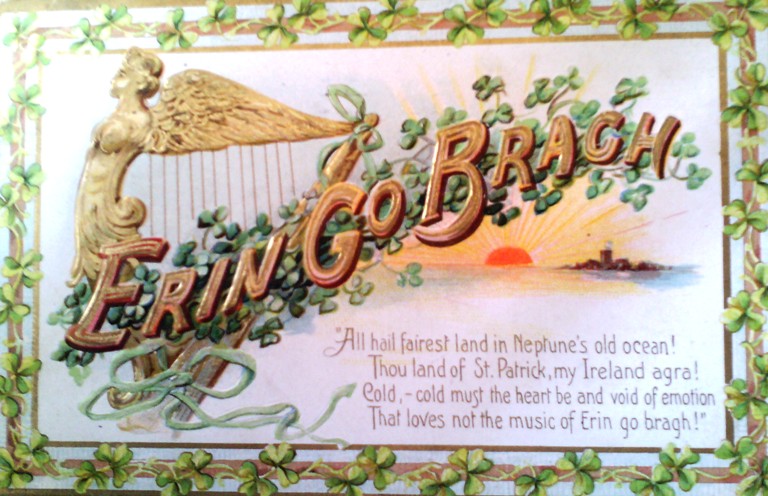 ERIN GO BRAGH
"All hail fairest land in Neptune's old ocean!
Thou land of St. Patrick, my Ireland agra!
Cold,- cold must the heart be and void of emotion
That loves not the music of Erin go bragh!"